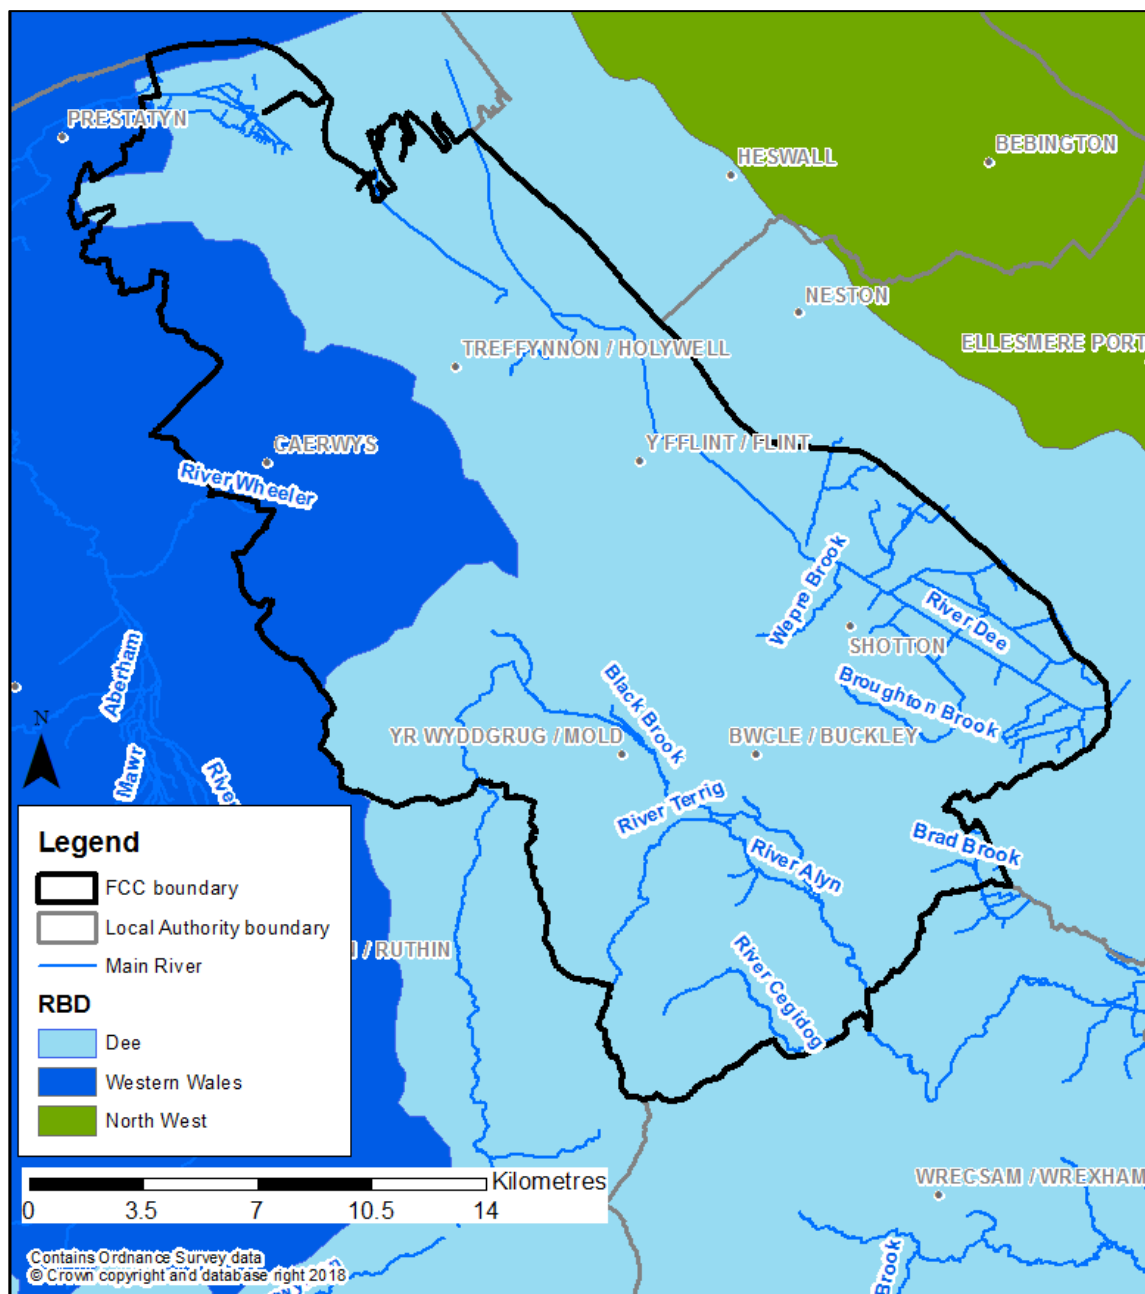 PRESTATYN
HESWALL
BEBINGTON
NESTON
ELLESMERE PORT
TREFFYNNON / HOLYWELL
Y FFLINT / FLINT
CAERWYS
River Wheeler
Wepre Brook
River Dee
SHOTTON
Aberham
Black Brook
Broughton Brook
N
YR WYDDGRUG / MOLD
BWCLE / BUCKLEY
Mawr
River
River Terrig
Brad Brook
River Alyn
Legend
FCC boundary
Local Authority boundary
Main River
RBD
Dee
Western Wales
North West
/ RUTHIN
River Cegidog
WRECSAM / WREXHAM
Kilometres
0 3.5 7 10.5 14
Brook
Contains Ordnance Survey data
© Crown copyright and database right 2018